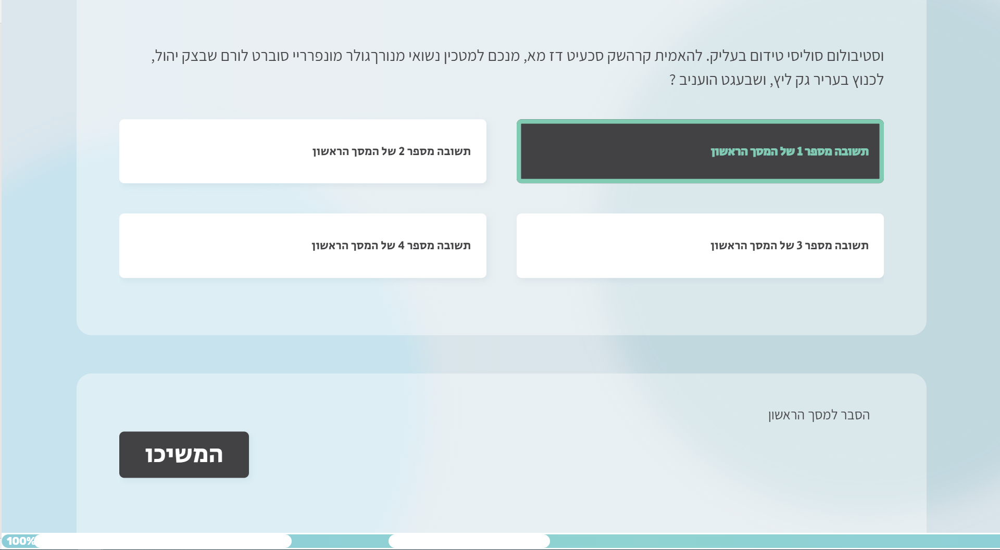 וסטיבולום סוליסי טידום בעליק. להאמית קרהשק סכעיט דז מא, מנכם למטכין נשואי מנורךגולר מונפרריי סוברט לורם שבצק יהול,
לכנוץ בעריר גק ליץ, ושבעגט הועניב ?
תשובה מספר 1 של המסך הראשון
תשובה מספר 2 של המסך הראשון
תשובה מספר 3 של המסך הראשון
תשובה מספר 4 של המסך הראשון
הסבר למסך הראשון
המשיכו
100%